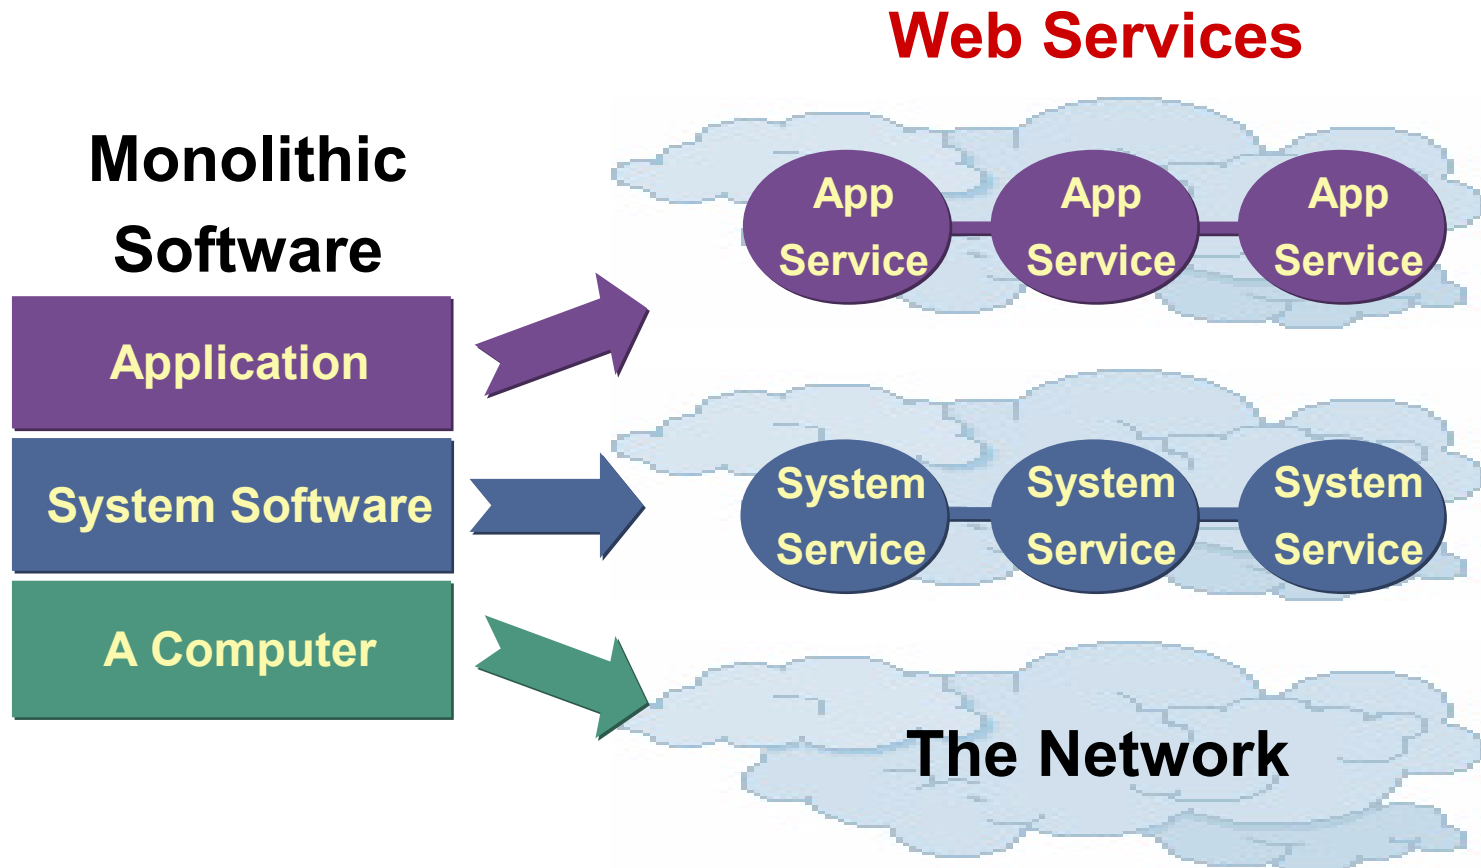 Web Services
Monolithic
Software
Application
System Software
A Computer
App
Service
App
Service
App
Service
System
Service
System
Service
System
Service
The Network